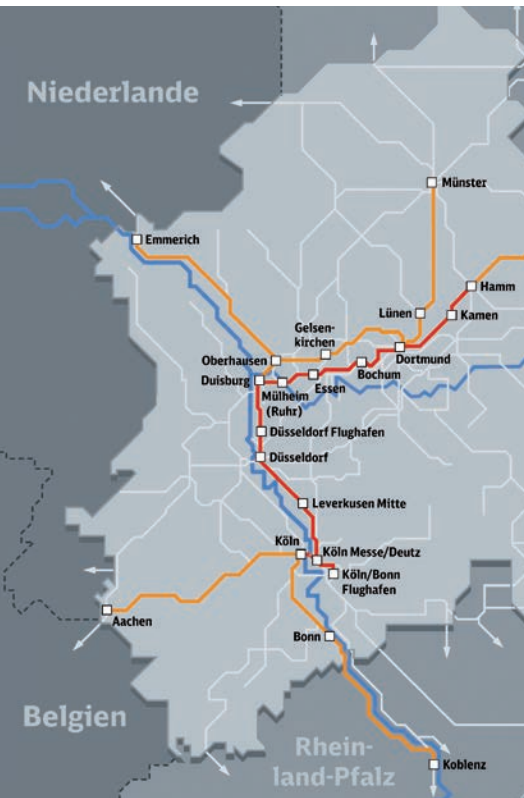 Niederlande
Münster
Emmerich
Hamm
Lünen
Kamen
Gelsen-
kirchen
Oberhausen
Dortmund
Bochum
Duisburg
Essen
Mülheim
(Ruhr)
Düsseldorf Flughafen
Düsseldorf
Leverkusen Mitte
Köln
Köln Messe/Deutz
Köln/Bonn
Flughafen
Aachen
Bonn
Belgien
Rhein-
land-Pfalz
Koblenz